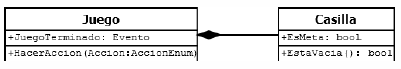 Juego
+JuegoTerminado: Evento
+HacerAccion(Accion:AccionEnum)
Casilla
+EsMeta: bool
+EstaVacia(): bool